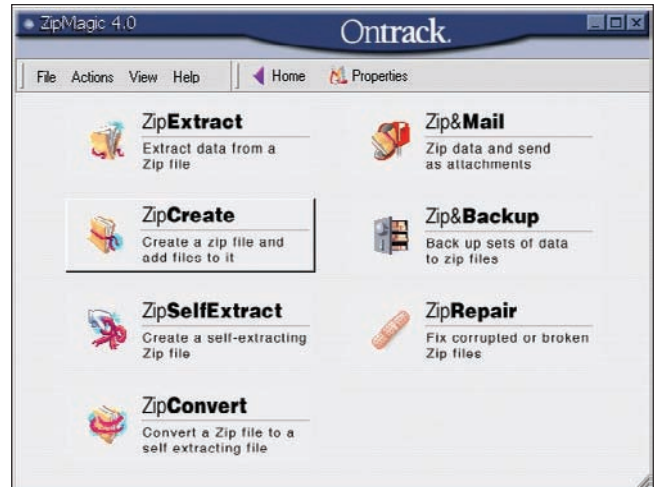 ZipMagic 4.0
Ontrack.
File Actions View Help Home Properties
ZipExtract
Extract data from a
Zip file
Zip&Mail
Zip data and send
as attachments
ZipCreate
Create a zip file and
add files to it
Zip&Backup
Back up sets of data
to zip files
ZipSelfExtract
Create a self-extracting
Zip file
ZipRepair
Fix corrupted or broken
Zip files
ZipConvert
Convert a Zip file to a
self extracting file